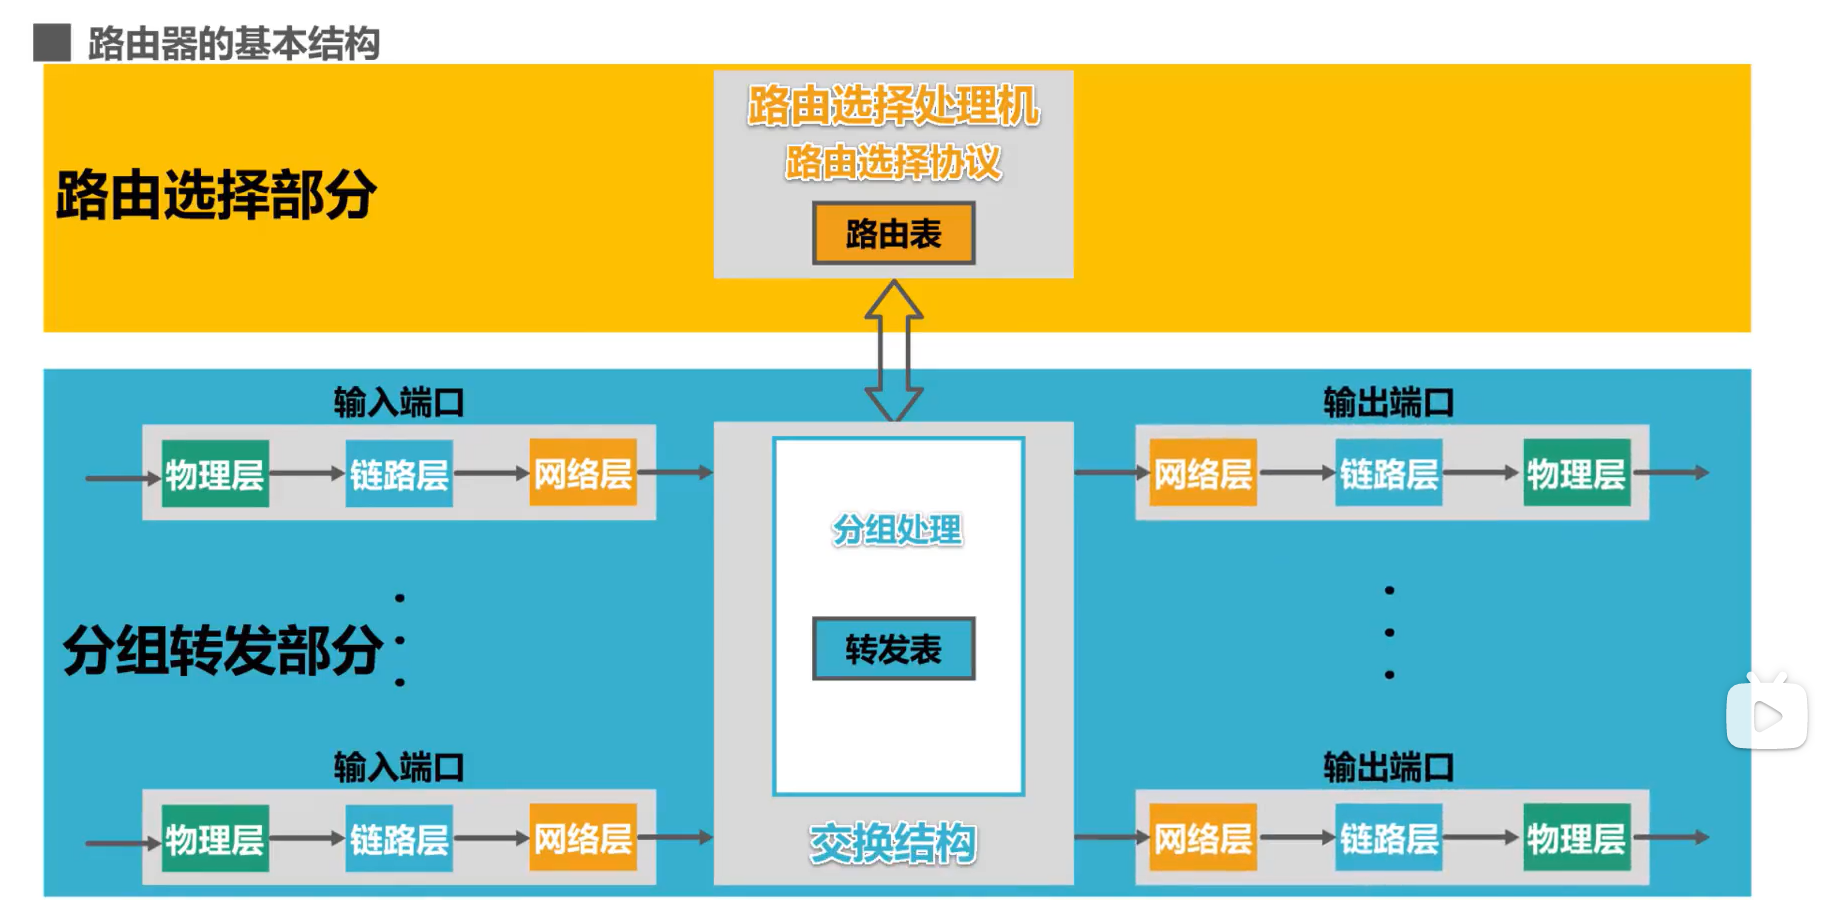 路由器的基本结构
路由选择处理机
路由选择协议
路由选择部分
路由表
输入端口
输出端口
物理层 链路层 网络层
网络层 链路层 物理层
分组处理
分组转发部分
转发表
输入端口
输出端口
物理层 链路层 网络层
网络层 链路层 物理层
交换结构